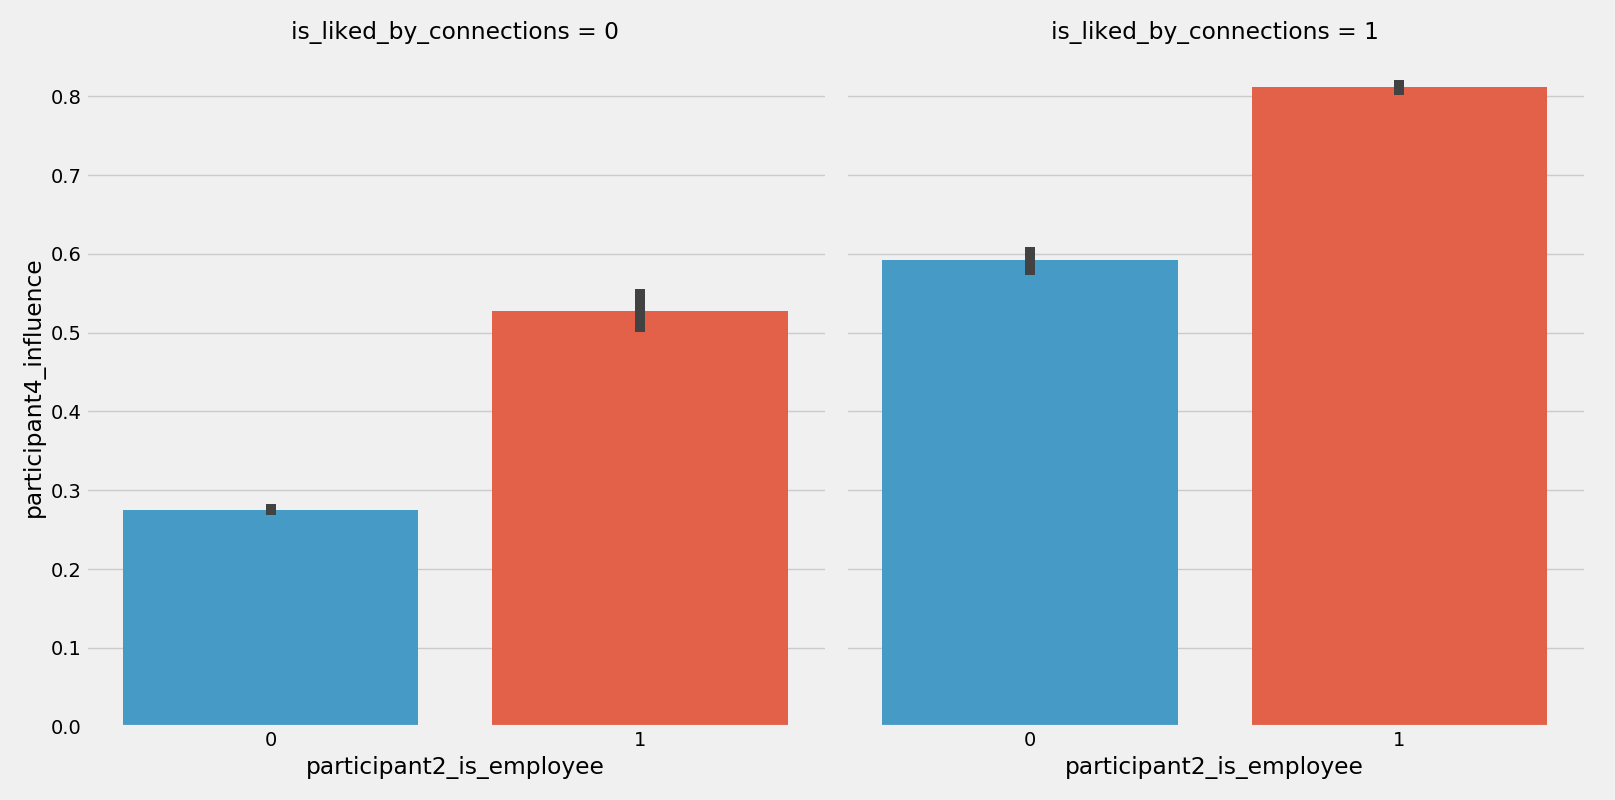 is_liked_by_connections = 0
is_liked_by_connections = 1
participant4_influence
0.8
0.7
0.6
0.5
0.4
0.3
0.2
0.1
0.0
0
1
0
1
participant2_is_employee
participant2_is_employee